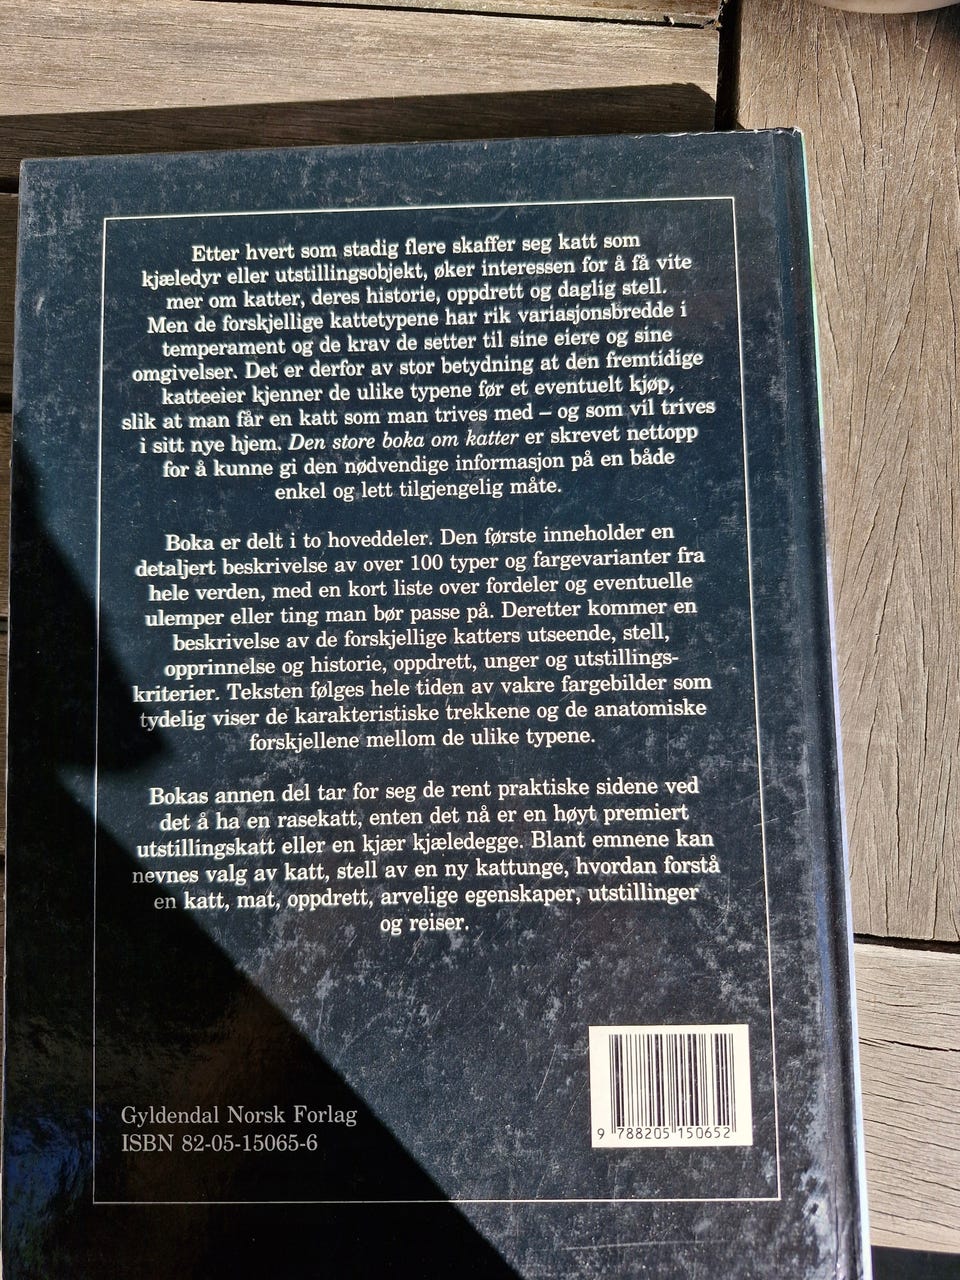 Etter hvert som stadig flere skaffer seg katt som
kjæledyr eller utstillingsobjekt, øker interessen for å få vite
mer om katter, deres historie, oppdrett og daglig stell.
Men de forskjellige kattetypene har rik variasjonsbredde i
temperament og de krav de setter til sine eiere og sine
omgivelser. Det er derfor av stor betydning at den fremtidige
katteeier kjenner de ulike typene før et eventuelt kjøp,
slik at man får en katt som man trives med – og som vil trives
i sitt nye hjem. Den store boka om katter er skrevet nettopp
for å kunne gi den nødvendige informasjon på en både
enkel og lett tilgjengelig måte.
Boka er delt i to hoveddeler. Den første inneholder en
detaljert beskrivelse av over 100 typer og fargevarianter fra
hele verden, med en kort liste over fordeler og eventuelle
ulemper eller ting man bør passe på. Deretter kommer en
beskrivelse av de forskjellige katters utseende, stell,
opprinnelse og historie, oppdrett, unger og utstillings-
kriterier. Teksten følges hele tiden av vakre fargebilder som
tydelig viser de karakteristiske trekkene og de anatomiske
forskjellene mellom de ulike typene.
Bokas annen del tar for seg de rent praktiske sidene ved
det å ha en rasekatt, enten det nå er en høyt premiert
utstillingskatt eller en kjær kjæledegge. Blant emnene kan
nevnes valg av katt, stell av en ny kattunge, hvordan forstå
en katt, mat, oppdrett, arvelige egenskaper, utstillinger
og reiser.
Gyldendal Norsk Forlag
ISBN 82-05-15065-6
9 788205 150652